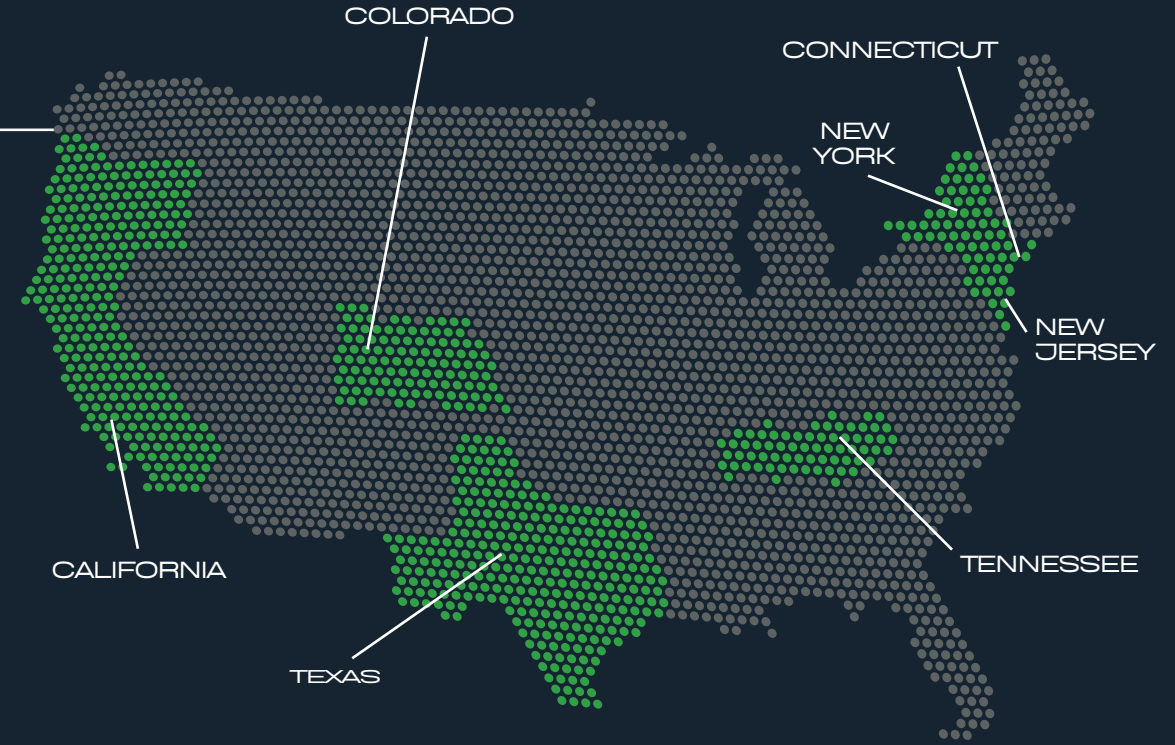 COLORADO
CONNECTICUT
NEW
YORK
NEW
JERSEY
TENNESSEE
CALIFORNIA
TEXAS